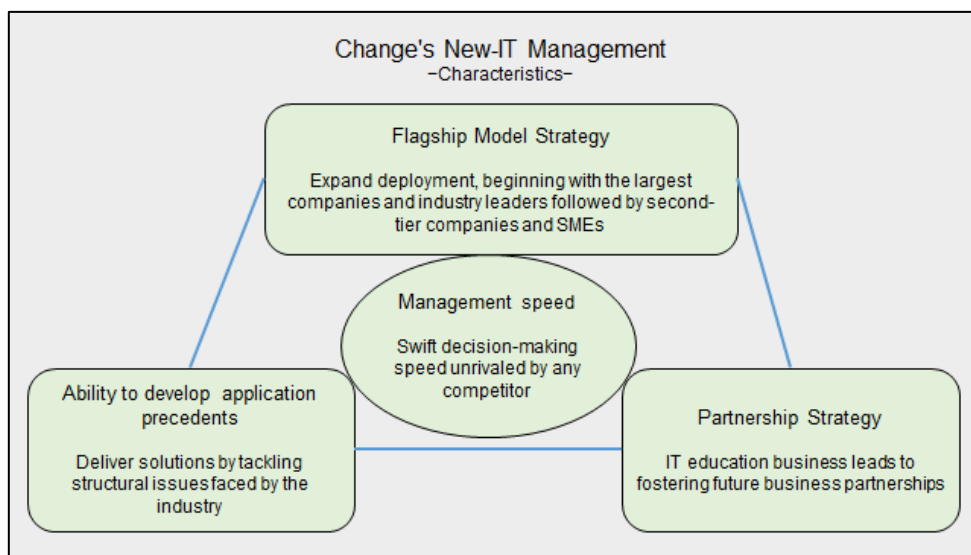 Change's New-IT Management
−Characteristics−
Flagship Model Strategy
Expand deployment, beginning with the largest
companies and industry leaders followed by second-
tier companies and SMEs
Management speed
Swift decision-making
speed unrivaled by any
competitor
Ability to develop application
precedents
Deliver solutions by tackling
structural issues faced by the
industry
Partnership Strategy
IT education business leads to
fostering future business partnerships